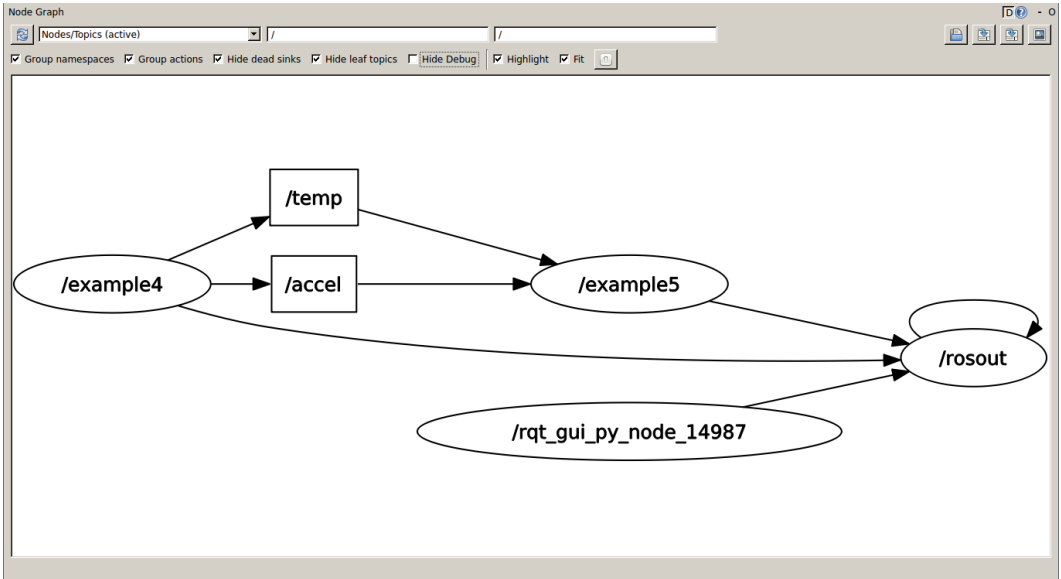 Node Graph
D - O
Nodes/Topics (active) / /
Group namespaces Group actions Hide dead sinks Hide leaf topics Hide Debug Highlight Fit
/temp
/example4 /accel /example5
/rosout
/rqt_gui_py_node_14987